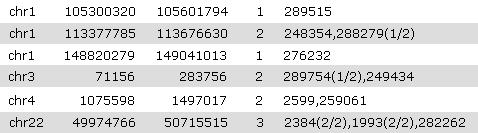 chr1 105300320 105601794 1 289515
chr1 113377785 113676630 2 248354,288279(1/2)
chr1 148820279 149041013 1 276232
chr3 71156 283756 2 289754(1/2),249434
chr4 1075598 1497017 2 2599,259061
chr22 49974766 50715515 3 2384(2/2),1993(2/2),282262